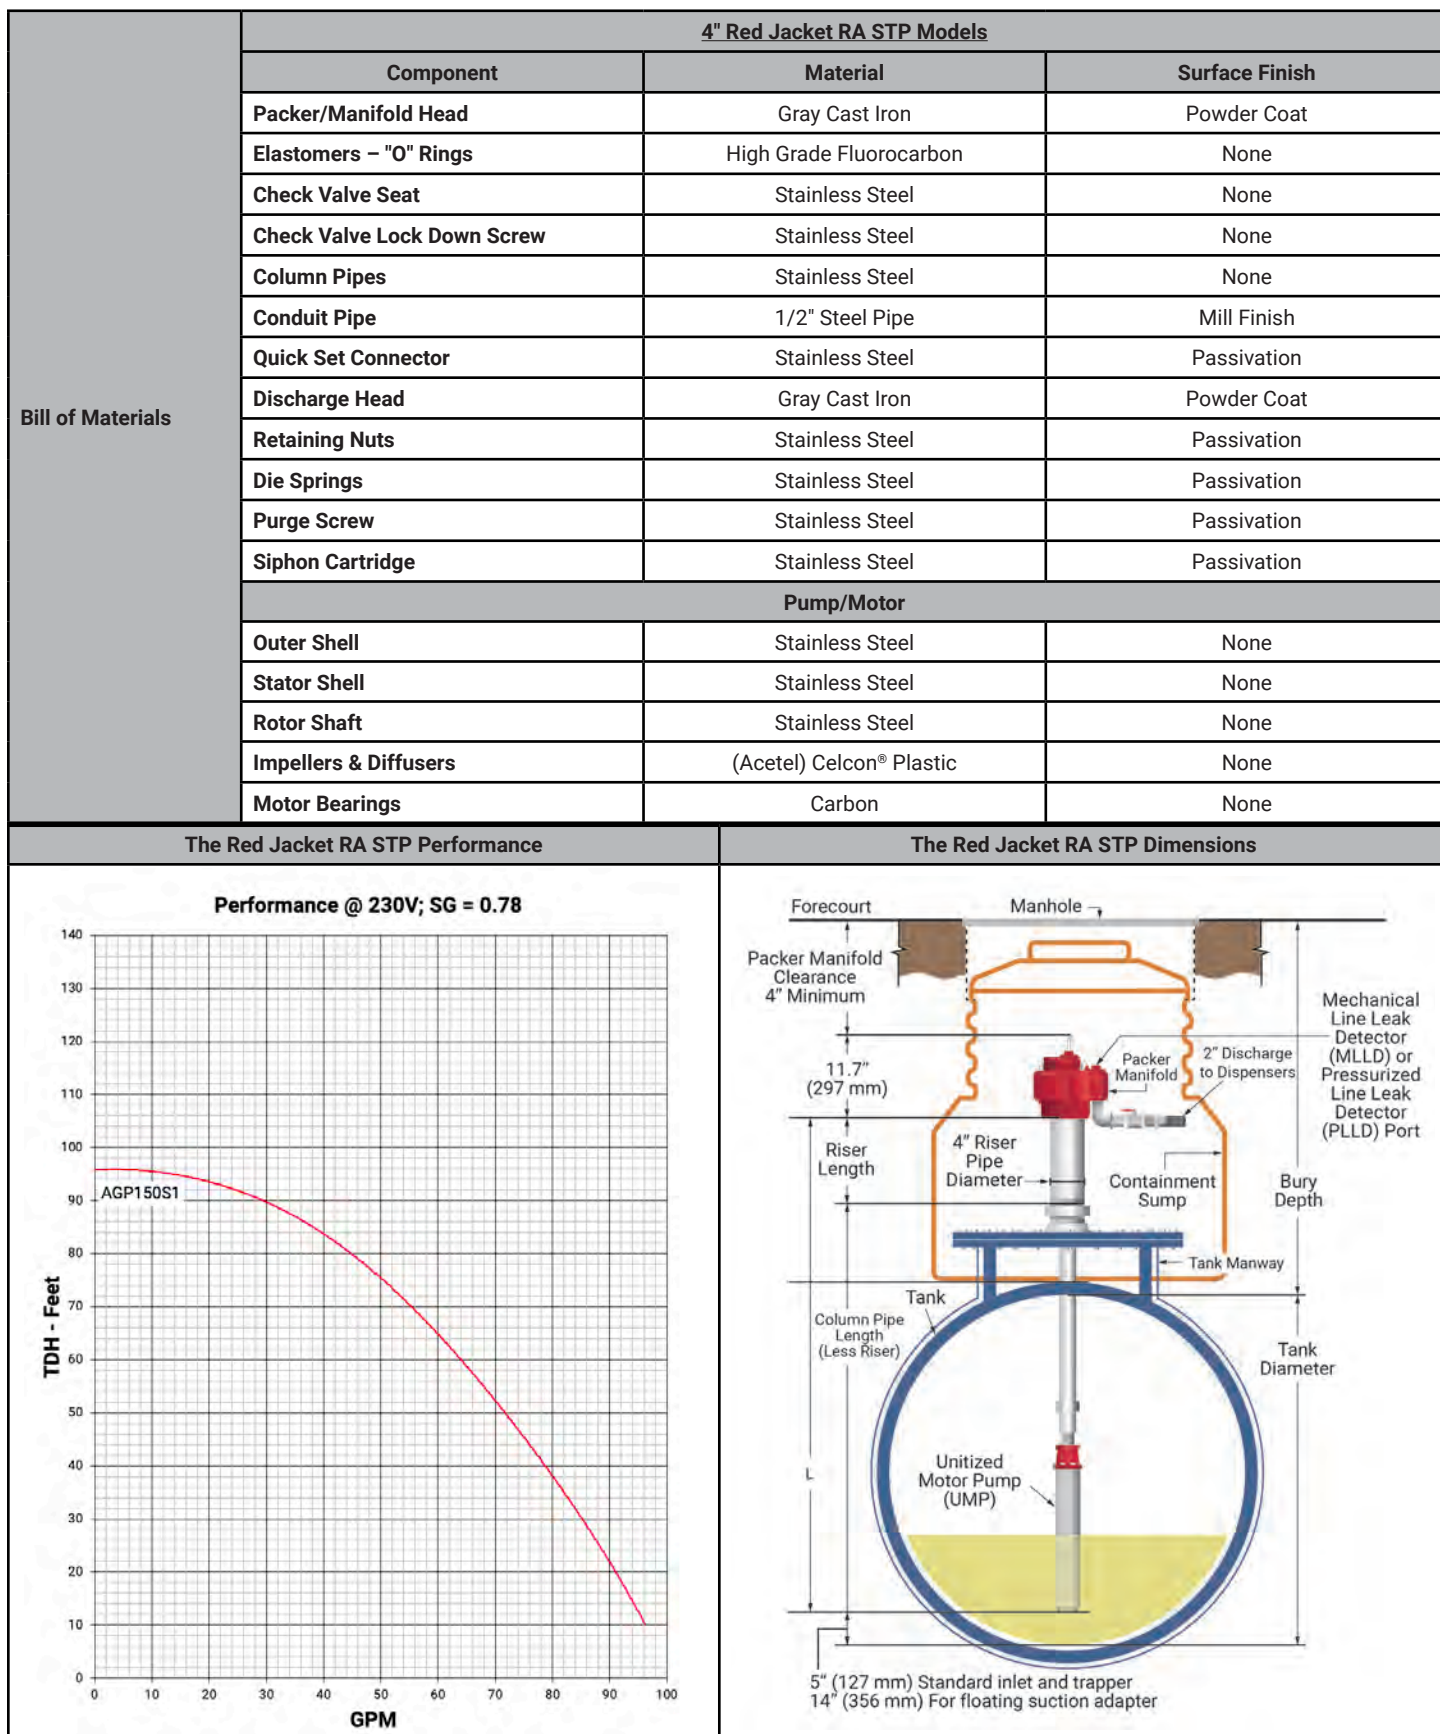 4" Red Jacket RA STP Models
Component Material Surface Finish
Bill of Materials
Packer/Manifold Head Gray Cast Iron Powder Coat
Elastomers – "O" Rings High Grade Fluorocarbon None
Check Valve Seat Stainless Steel None
Check Valve Lock Down Screw Stainless Steel None
Column Pipes Stainless Steel None
Conduit Pipe 1/2" Steel Pipe Mill Finish
Quick Set Connector Stainless Steel Passivation
Discharge Head Gray Cast Iron Powder Coat
Retaining Nuts Stainless Steel Passivation
Die Springs Stainless Steel Passivation
Purge Screw Stainless Steel Passivation
Siphon Cartridge Stainless Steel Passivation
Pump/Motor
Outer Shell Stainless Steel None
Stator Shell Stainless Steel None
Rotor Shaft Stainless Steel None
Impellers & Diffusers (Acetel) Celcon® Plastic None
Motor Bearings Carbon None
The Red Jacket RA STP Performance
Performance @ 230V; SG = 0.78
140
130
120
110
100
90
80
70
60
50
40
30
20
10
0
AGP150S1
TDH - Feet
0 10 20 30 40 50 60 70 80 90 100
GPM
The Red Jacket RA STP Dimensions
Forecourt
Manhole
Packer Manifold
Clearance
4" Minimum
11.7"
(297 mm)
Packer
Manifold
2" Discharge
to Dispensers
Mechanical
Line Leak
Detector
(MLLD) or
Pressurized
Line Leak
Detector
(PLLD) Port
Riser
Length
4" Riser
Pipe
Diameter
Containment
Sump
Bury
Depth
Tank Manway
Tank
Column Pipe
Length
(Less Riser)
Tank
Diameter
L
Unitized
Motor Pump
(UMP)
5" (127 mm) Standard inlet and trapper
14" (356 mm) For floating suction adapter